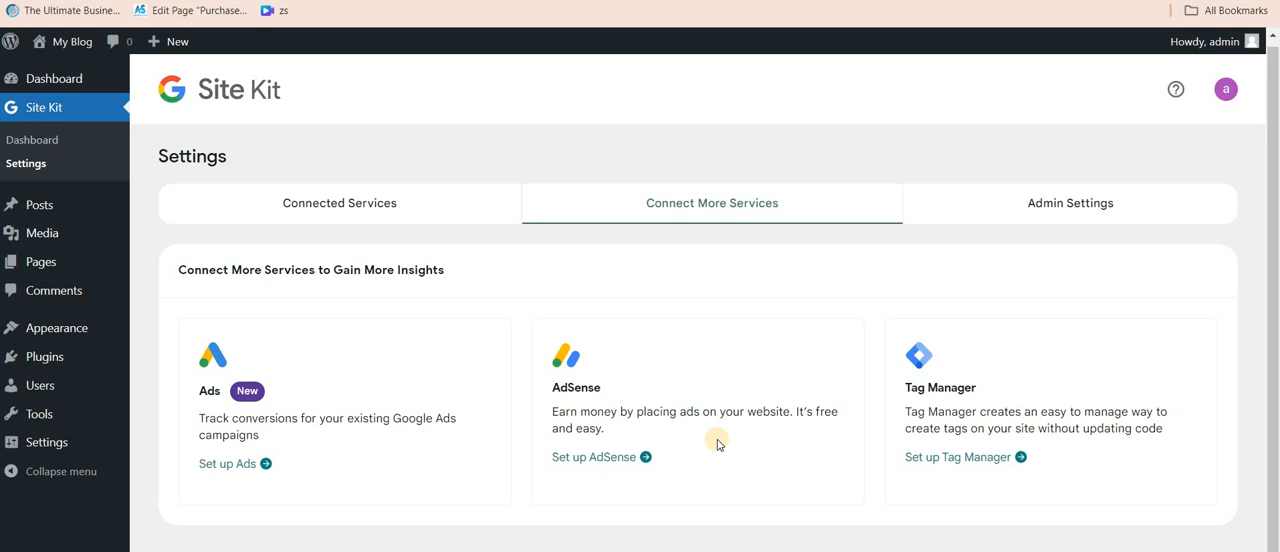 The Ultimate Busine...
Edit Page "Purchase...
zs
All Bookmarks
My Blog
0
New
Howdy, admin
Dashboard
Site Kit
Dashboard
Settings
Posts
Media
Pages
Comments
Appearance
Plugins
Users
Tools
Settings
Collapse menu
Site Kit
a
Settings
Connected Services
Connect More Services
Admin Settings
Connect More Services to Gain More Insights
Ads New
Track conversions for your existing Google Ads
campaigns
Set up Ads
AdSense
Earn money by placing ads on your website. It's free
and easy.
Set up AdSense
Tag Manager
Tag Manager creates an easy to manage way to
create tags on your site without updating code
Set up Tag Manager